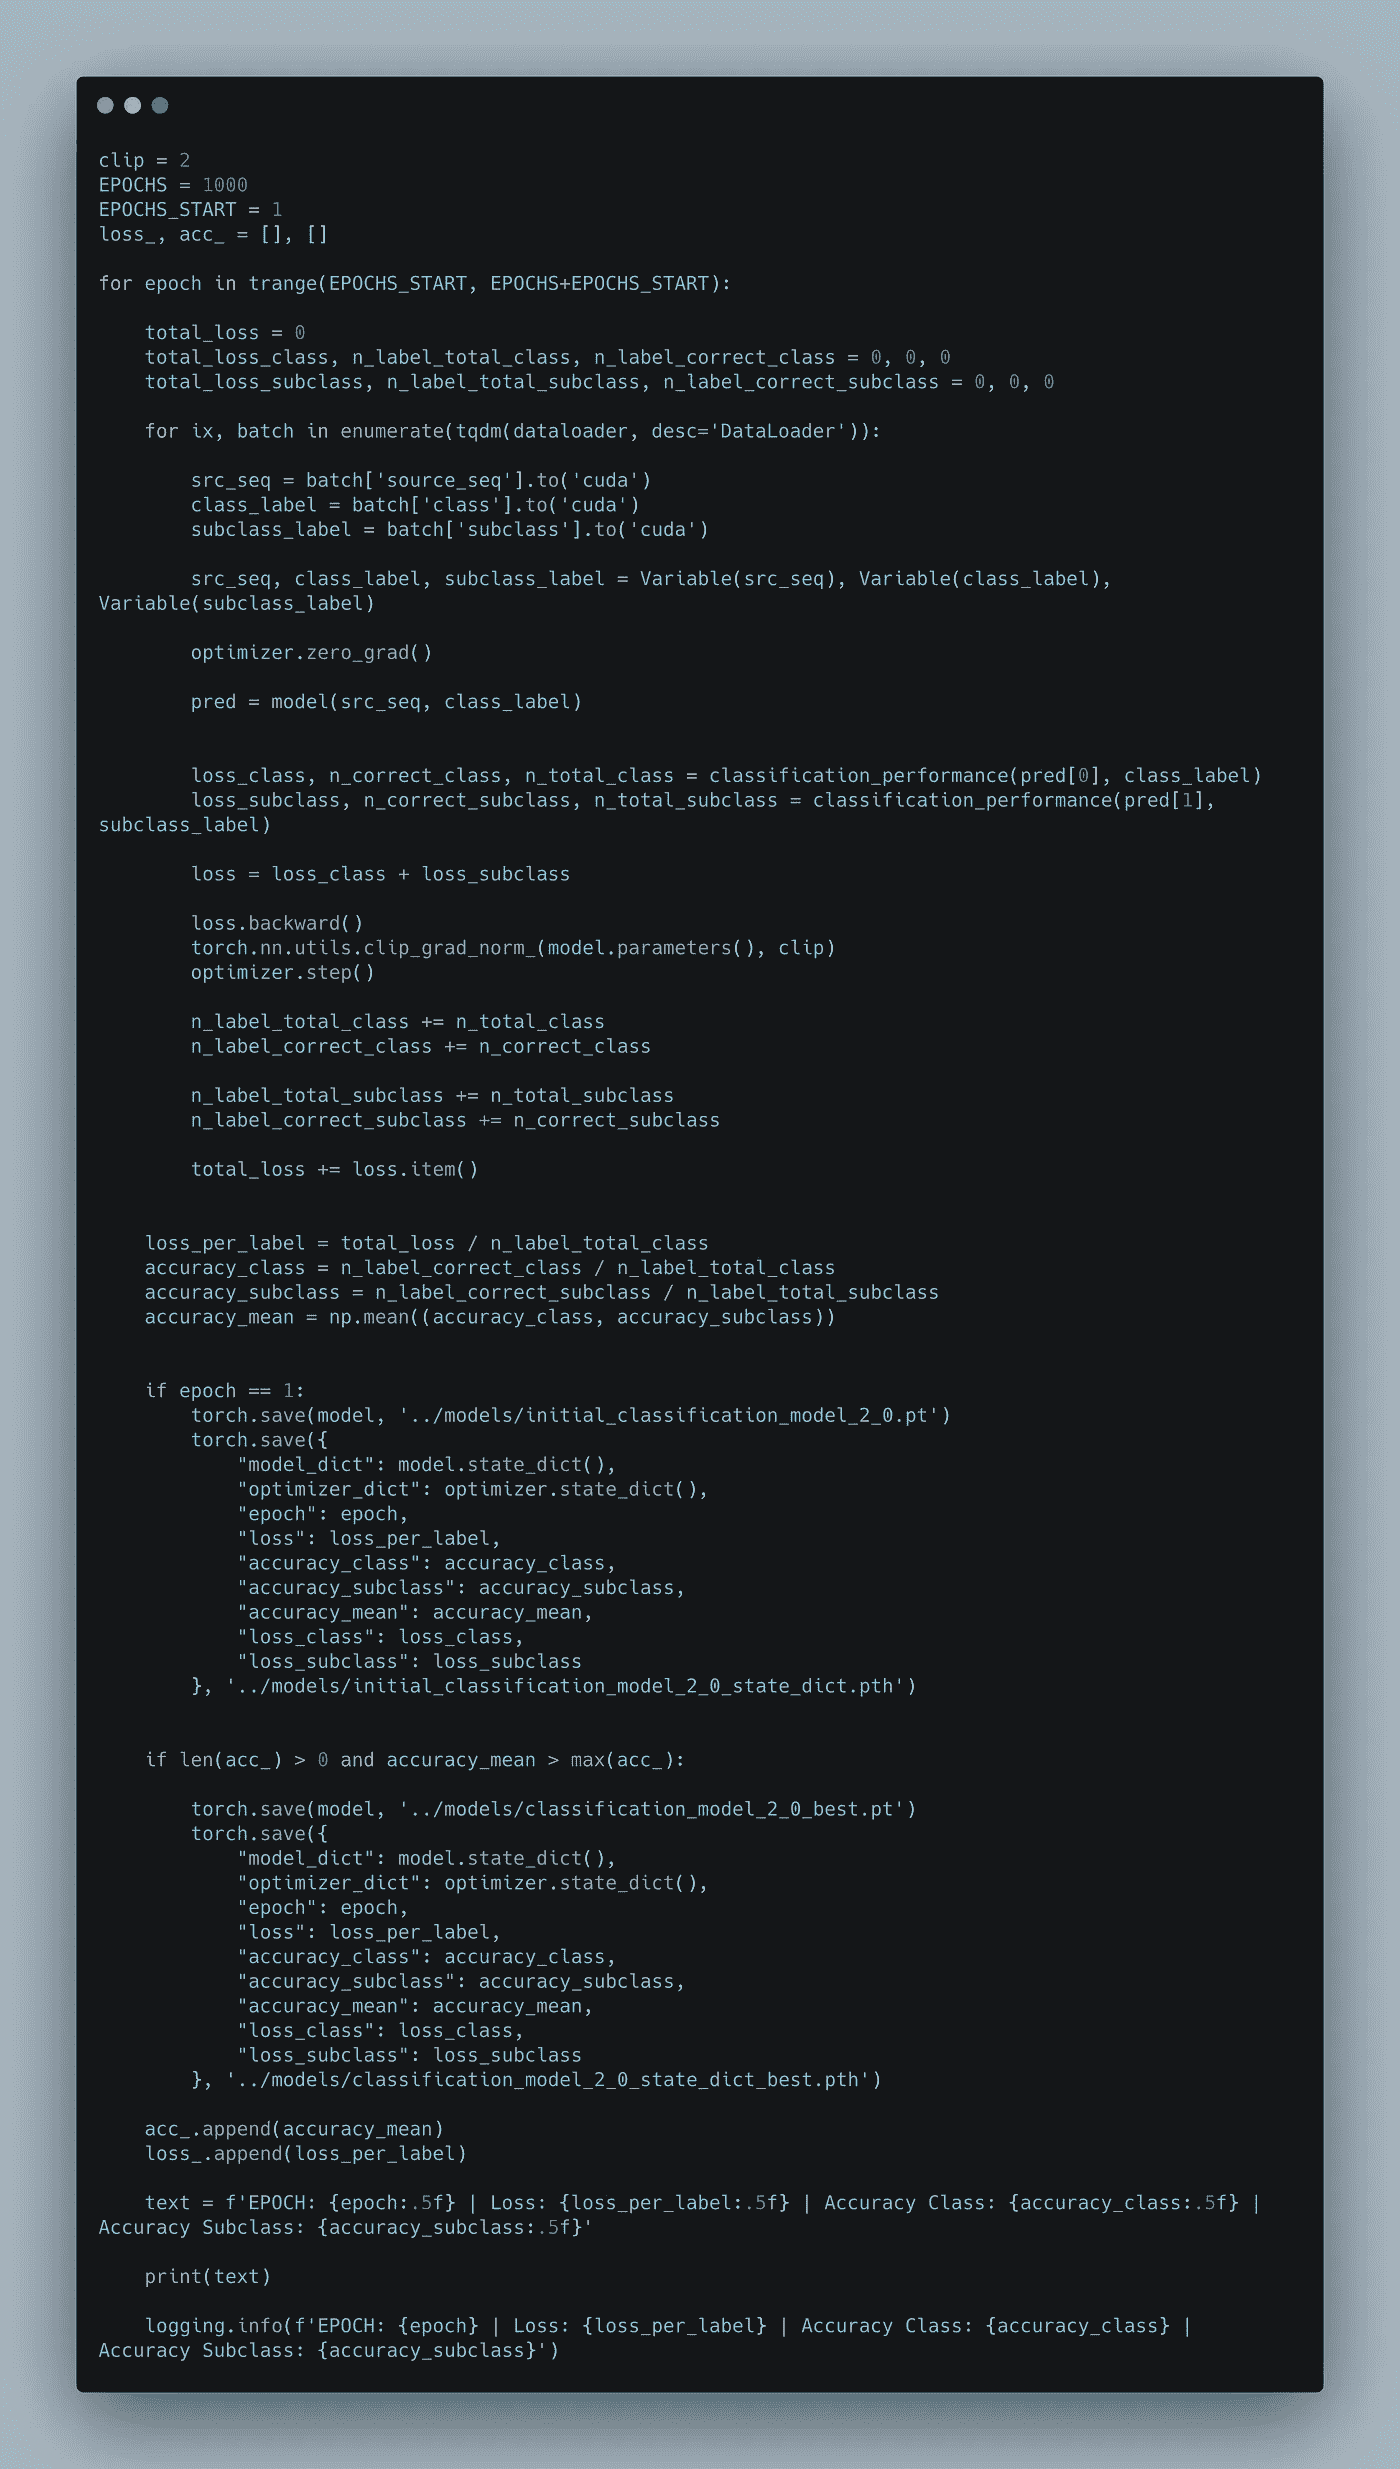 clip = 2
EPOCHS = 1000
EPOCHS_START = 1
loss_, acc_ = [], []

for epoch in trange(EPOCHS_START, EPOCHS+EPOCHS_START):

    total_loss = 0
    total_loss_class, n_label_total_class, n_label_correct_class = 0, 0, 0
    total_loss_subclass, n_label_total_subclass, n_label_correct_subclass = 0, 0, 0

    for ix, batch in enumerate(tqdm(dataloader, desc='DataLoader')):

        src_seq = batch['source_seq'].to('cuda')
        class_label = batch['class'].to('cuda')
        subclass_label = batch['subclass'].to('cuda')

        src_seq, class_label, subclass_label = Variable(src_seq), Variable(class_label),
Variable(subclass_label)

        optimizer.zero_grad()

        pred = model(src_seq, class_label)


        loss_class, n_correct_class, n_total_class = classification_performance(pred[0], class_label)
        loss_subclass, n_correct_subclass, n_total_subclass = classification_performance(pred[1],
subclass_label)

        loss = loss_class + loss_subclass

        loss.backward()
        torch.nn.utils.clip_grad_norm_(model.parameters(), clip)
        optimizer.step()

        n_label_total_class += n_total_class
        n_label_correct_class += n_correct_class

        n_label_total_subclass += n_total_subclass
        n_label_correct_subclass += n_correct_subclass

        total_loss += loss.item()


    loss_per_label = total_loss / n_label_total_class
    accuracy_class = n_label_correct_class / n_label_total_class
    accuracy_subclass = n_label_correct_subclass / n_label_total_subclass
    accuracy_mean = np.mean((accuracy_class, accuracy_subclass))


    if epoch == 1:
        torch.save(model, '../models/initial_classification_model_2_0.pt')
        torch.save({
            "model_dict": model.state_dict(),
            "optimizer_dict": optimizer.state_dict(),
            "epoch": epoch,
            "loss": loss_per_label,
            "accuracy_class": accuracy_class,
            "accuracy_subclass": accuracy_subclass,
            "accuracy_mean": accuracy_mean,
            "loss_class": loss_class,
            "loss_subclass": loss_subclass
        }, '../models/initial_classification_model_2_0_state_dict.pth')


    if len(acc_) > 0 and accuracy_mean > max(acc_):

        torch.save(model, '../models/classification_model_2_0_best.pt')
        torch.save({
            "model_dict": model.state_dict(),
            "optimizer_dict": optimizer.state_dict(),
            "epoch": epoch,
            "loss": loss_per_label,
            "accuracy_class": accuracy_class,
            "accuracy_subclass": accuracy_subclass,
            "accuracy_mean": accuracy_mean,
            "loss_class": loss_class,
            "loss_subclass": loss_subclass
        }, '../models/classification_model_2_0_state_dict_best.pth')

    acc_.append(accuracy_mean)
    loss_.append(loss_per_label)

    text = f'EPOCH: {epoch:.5f} | Loss: {loss_per_label:.5f} | Accuracy Class: {accuracy_class:.5f} |
Accuracy Subclass: {accuracy_subclass:.5f}'

    print(text)

    logging.info(f'EPOCH: {epoch} | Loss: {loss_per_label} | Accuracy Class: {accuracy_class} |
Accuracy Subclass: {accuracy_subclass}')